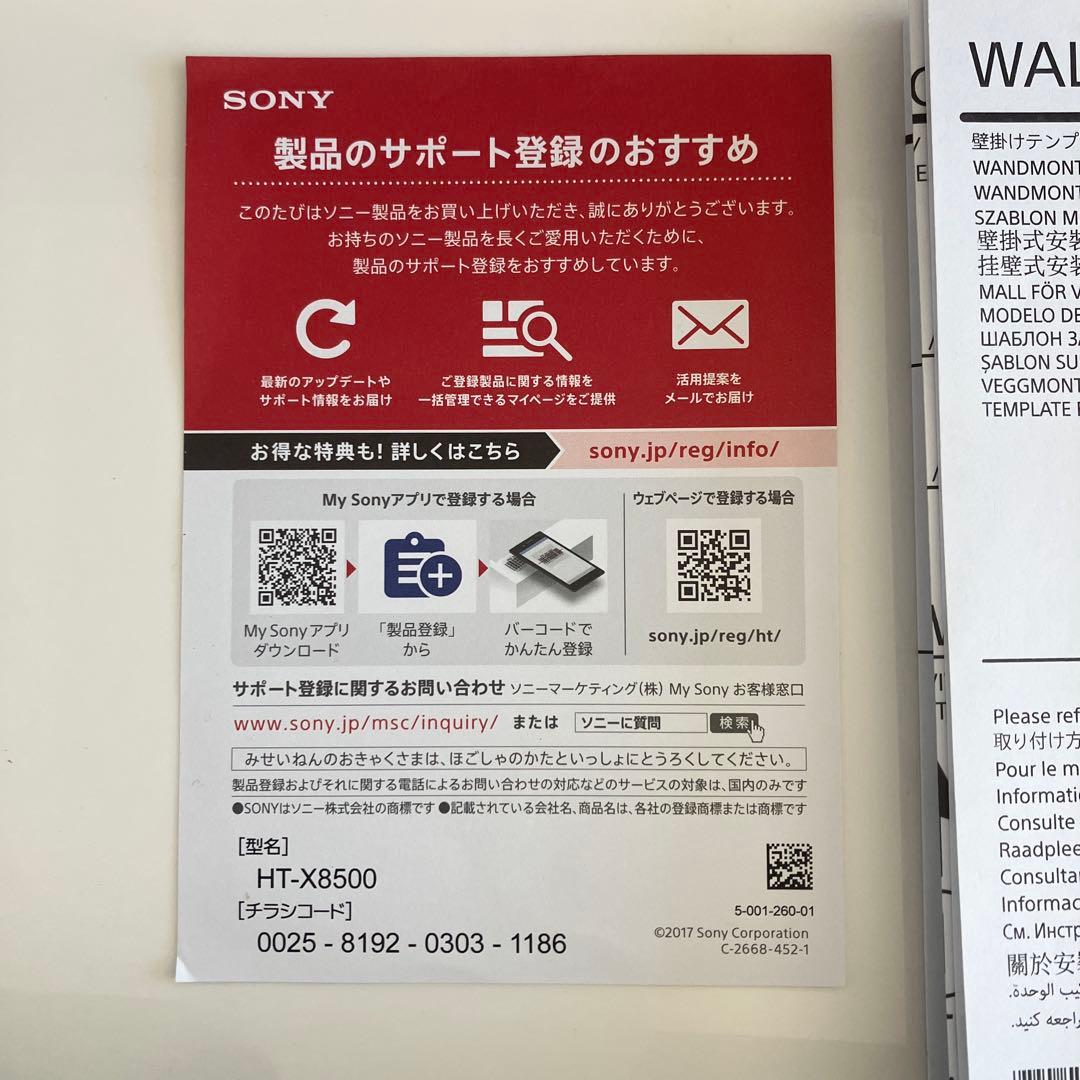 SONY
製品のサポート登録のおすすめ
このたびはソニー製品をお買い上げいただき、誠にありがとうございます。
お持ちのソニー製品を長くご愛用いただくために、
製品のサポート登録をおすすめしています。
最新のアップデートや
サポート情報をお届け
ご登録製品に関する情報を
一括管理できるマイページをご提供
活用提案を
メールでお届け
お得な特典も！詳しくはこちら
sony.jp/reg/info/
My Sonyアプリで登録する場合
My Sony アプリ
ダウンロード
「製品登録」
から
バーコードで
かんたん登録
ウェブページで登録する場合
sony.jp/reg/ht/
サポート登録に関するお問い合わせ ソニーマーケティング(株) My Sony お客様窓口
www.sony.jp/msc/inquiry/ または ソニーに質問 検索
みせいねんのおきゃくさまは、ほごしゃのかたといっしょにとうろくしてください。
製品登録およびそれに関する電話によるお問い合わせの対応などのサービスの対象は、国内のみです
●SONYはソニー株式会社の商標です ●記載されている会社名、商品名は、各社の登録商標または商標です
[型名]
HT-X8500
[チラシコード]
0025 - 8192 - 0303 - 1186
5-001-260-01
©2017 Sony Corporation
C-2668-452-1
WAL
壁掛けテンプ
WANDMONT
WANDMONT
SZABLON M
壁掛式安裝
挂壁式安装
MALL FÖR V
MODELO DE
ШАБЛОН ЗА
ŞABLON SU
VEGGMONT
TEMPLATE
Please ref
取り付け方
Pour le m
Informatio
Consulte
Raadplee
Consulta
Informac
См. Инстр
關於安裝